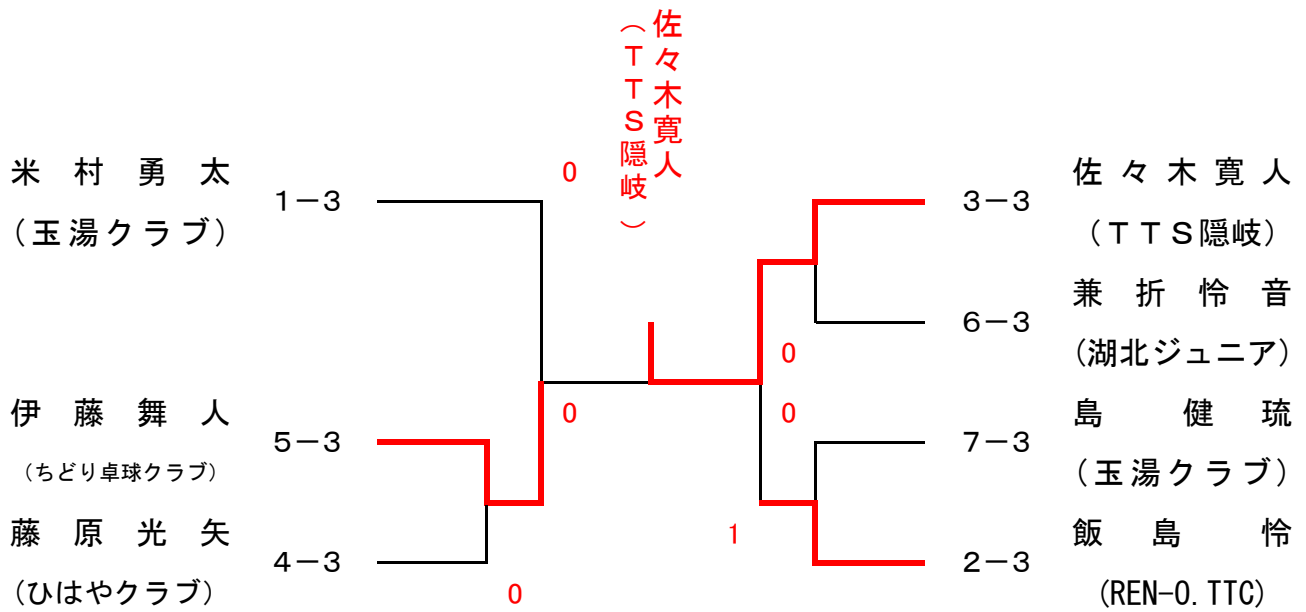 佐々木寛人
（ＴＴＳ隠岐）
0
米村勇太
1－3
(玉湯クラブ)
佐々木寛人
3－3
（ＴＴＳ隠岐）
兼折怜音
6－3
(湖北ジュニア)
0
伊藤舞人
5－3
（ちどり卓球クラブ）
0
0
島健琉
7－3
(玉湯クラブ)
藤原光矢
4－3
(ひはやクラブ)
0
1
飯島怜
2－3
(REN-O.TTC)